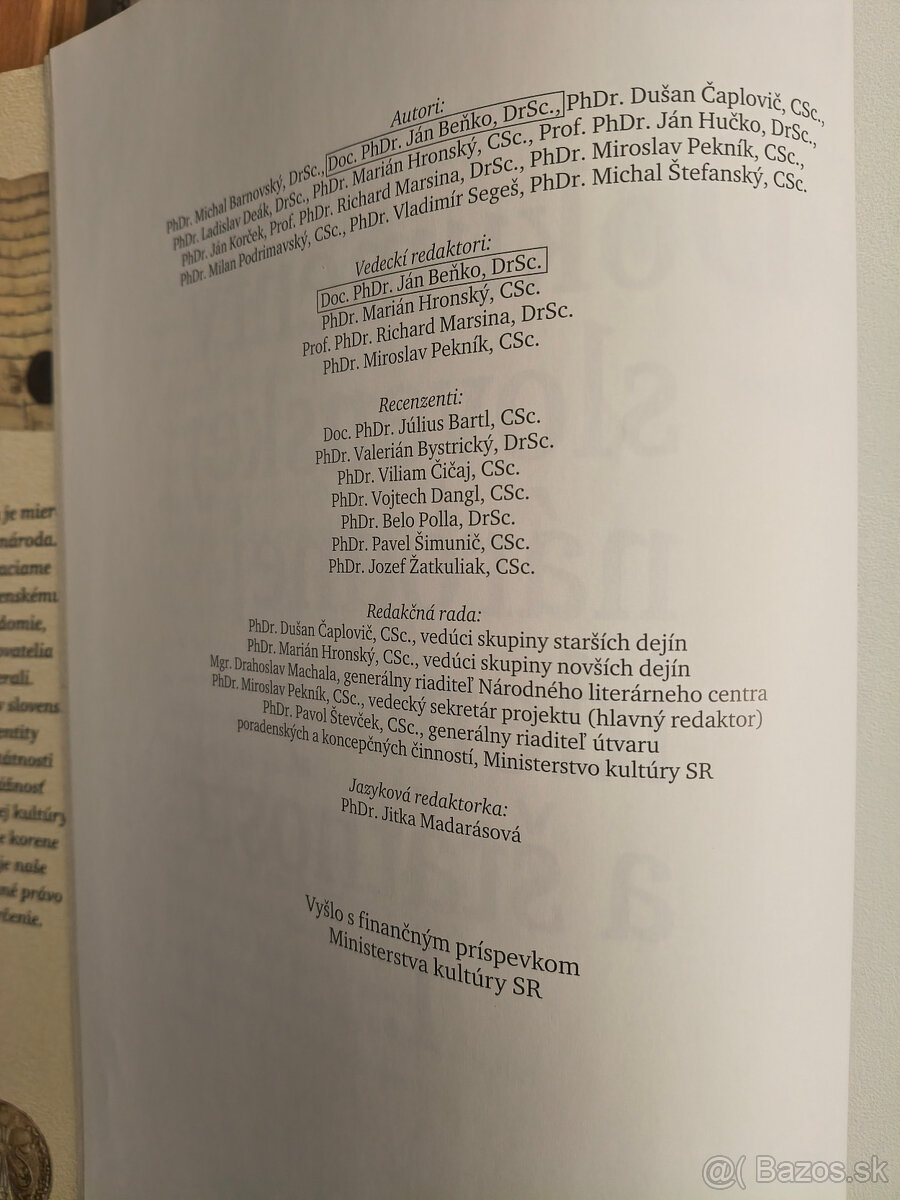 Autori:
PhDr. Michal Barnovský, DrSc., Doc. PhDr. Ján Beňko, DrSc., PhDr. Dušan Čaplovič, CSc.,
PhDr. Ladislav Deák, DrSc., PhDr. Marián Hronský, CSc., Prof. PhDr. Ján Hučko, DrSc.,
PhDr. Ján Korček, Prof. PhDr. Richard Marsina, DrSc., PhDr. Miroslav Pekník, CSc.,
PhDr. Milan Podrimavský, CSc., PhDr. Vladimír Segeš, PhDr. Michal Štefanský, CSc.
Vedeckí redaktori:
Doc. PhDr. Ján Beňko, DrSc.
PhDr. Marián Hronský, CSc.
Prof. PhDr. Richard Marsina, DrSc.
PhDr. Miroslav Pekník, CSc.
Recenzenti:
Doc. PhDr. Július Bartl, CSc.
PhDr. Valerián Bystrický, DrSc.
PhDr. Viliam Čičaj, CSc.
PhDr. Vojtech Dangl, CSc.
PhDr. Belo Polla, DrSc.
PhDr. Pavel Šimunič, CSc.
PhDr. Jozef Žatkuliak, CSc.
Redakčná rada:
PhDr. Dušan Čaplovič, CSc., vedúci skupiny starších dejín
PhDr. Marián Hronský, CSc., vedúci skupiny novších dejín
Mgr. Drahoslav Machala, generálny riaditeľ Národného literárneho centra
PhDr. Miroslav Pekník, CSc., vedecký sekretár projektu (hlavný redaktor)
PhDr. Pavol Števček, CSc., generálny riaditeľ útvaru
poradenských a koncepčných činností, Ministerstvo kultúry SR
Jazyková redaktorka:
PhDr. Jitka Madarásová
Vyšlo s finančným príspevkom
Ministerstva kultúry SR
je mier
národa.
domie,
slovens
kultúry
korene
je naše
právo
@( Bazos.sk